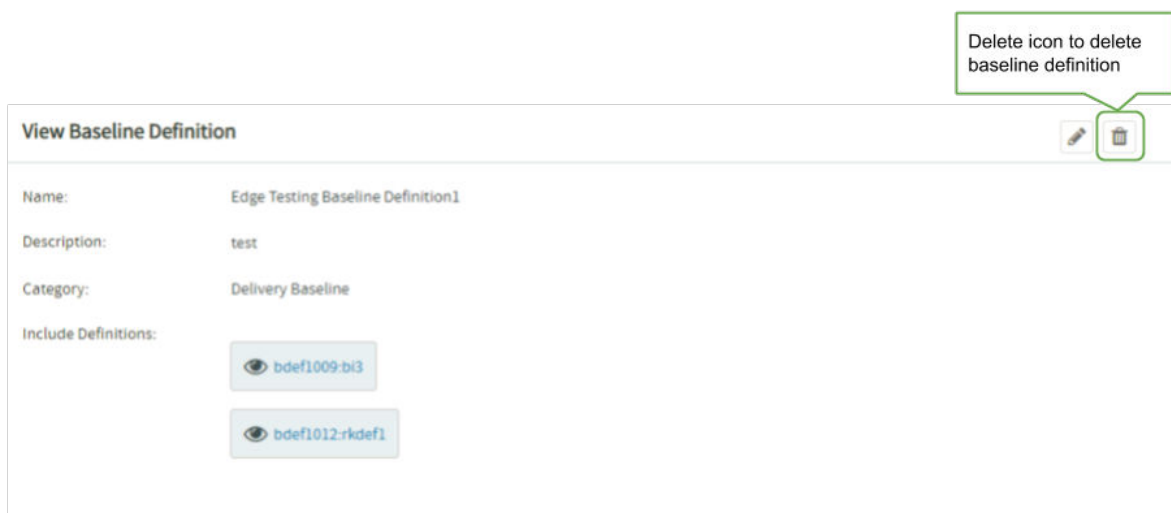 Delete icon to delete
baseline definition
View Baseline Definition
Name: Edge Testing Baseline Definition1
Description: test
Category: Delivery Baseline
Include Definitions:
bdef1009:bi3
bdef1012:rkdef1